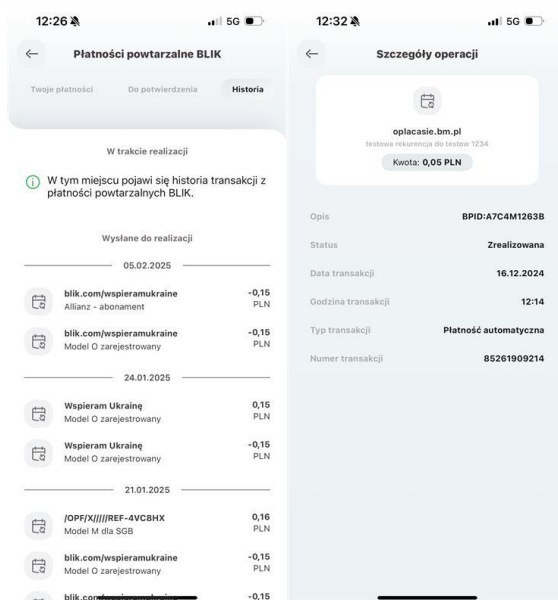 12:26
5G
Płatności powtarzalne BLIK
Twoje płatności
Do potwierdzenia
Historia
W trakcie realizacji
W tym miejscu pojawi się historia transakcji z
płatności powtarzalnych BLIK.
Wysłane do realizacji
05.02.2025
blik.com/wspieramukraine
-0,15
Allianz - abonament
PLN
blik.com/wspieramukraine
-0,15
Model O zarejestrowany
PLN
24.01.2025
Wspieram Ukrainę
0,15
Model O zarejestrowany
PLN
Wspieram Ukrainę
-0,15
Model O zarejestrowany
PLN
21.01.2025
/OPF/X/////REF-4VC8HX
0,16
Model M dla SGB
PLN
blik.com/wspieramukraine
-0,15
Model O zarejestrowany
PLN
-0,15
12:32
5G
Szczegóły operacji
oplacasie.bm.pl
testowa rekurencja do testow 1234
Kwota: 0,05 PLN
Opis
BPID:A7C4M1263B
Status
Zrealizowana
Data transakcji
16.12.2024
Godzina transakcji
12:14
Typ transakcji
Płatność automatyczna
Numer transakcji
85261909214